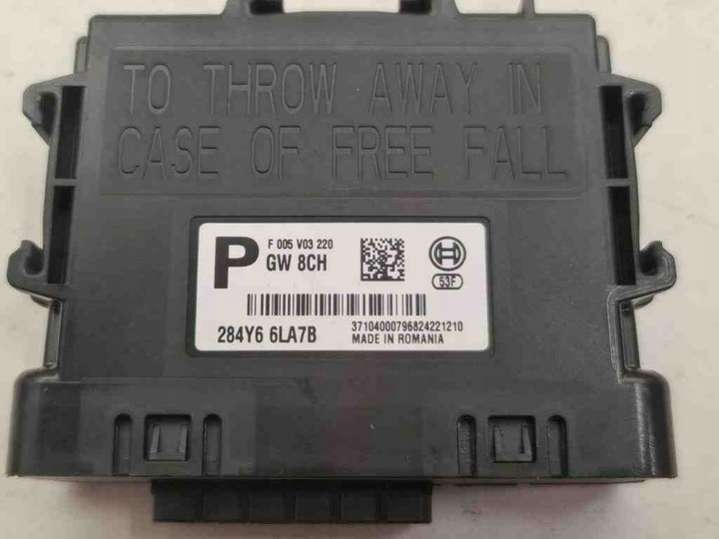 TO THROW AWAY IN
CASE OF FREE FALL
P
F 005 V03 220
GW 8CH
53F
284Y6 6LA7B
37104000796824221210
MADE IN ROMANIA